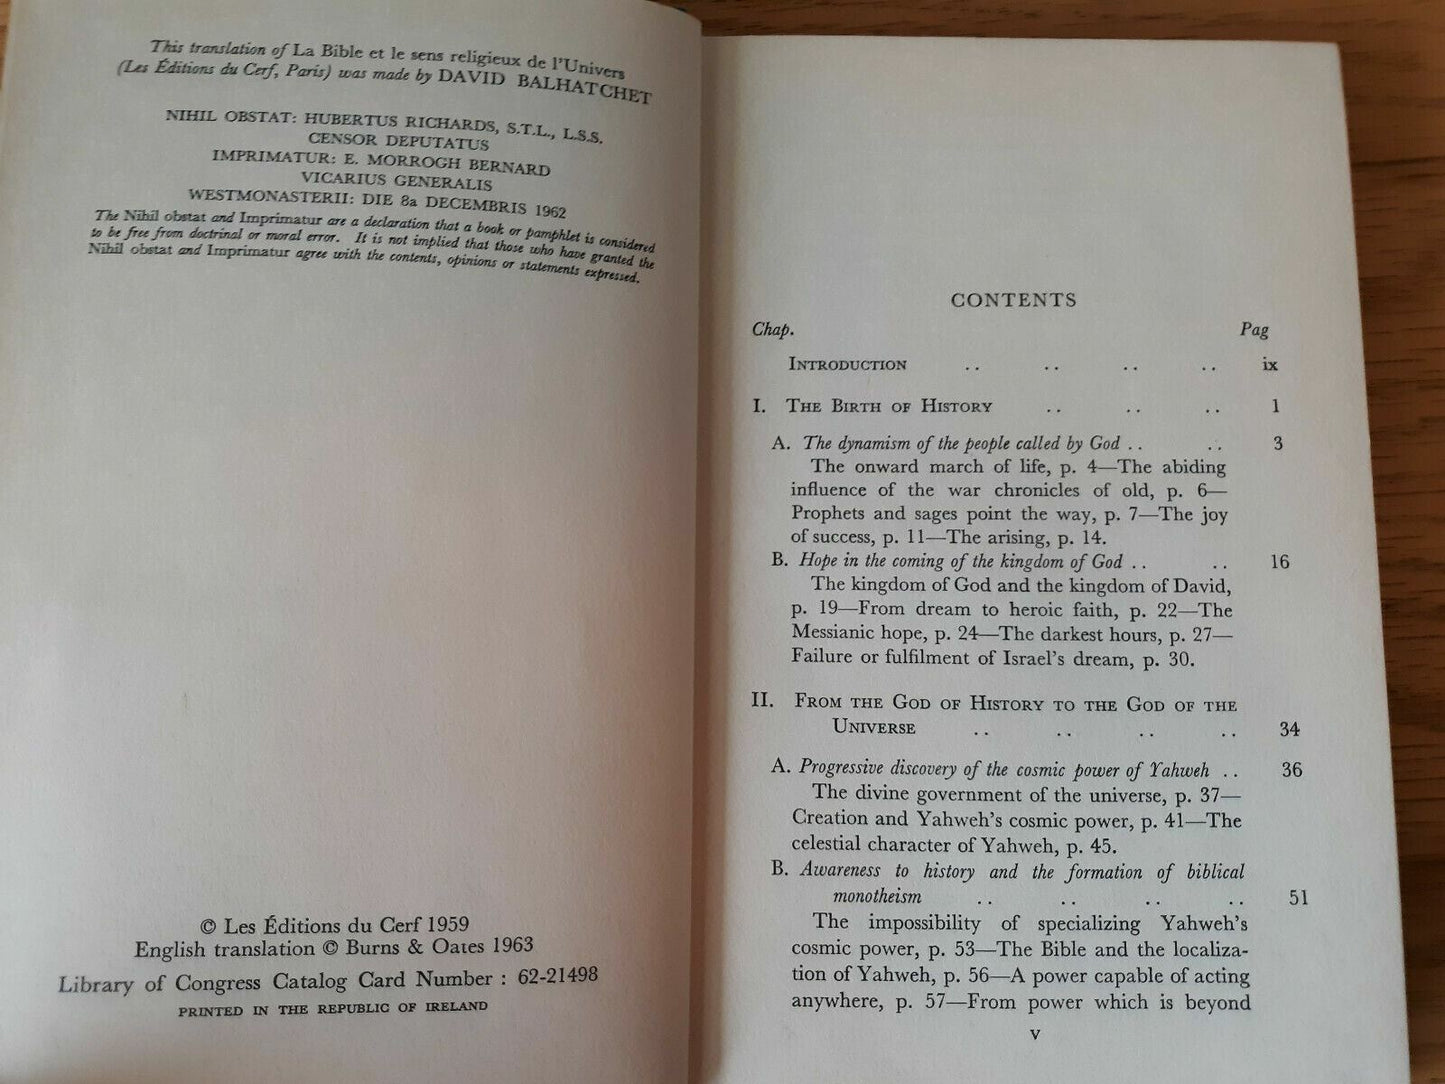 This translation of La Bible et le sens religieux de l'Univers
(Les Éditions du Cerf, Paris) was made by DAVID BALHATCHET
NIHIL OBSTAT: HUBERTUS RICHARDS, S.T.L., L.S.S.
CENSOR DEPUTATUS
IMPRIMATUR: E. MORROGH BERNARD
VICARIUS GENERALIS
WESTMONASTERII: DIE 8a DECEMBRIS 1962
The Nihil obstat and Imprimatur are a declaration that a book or pamphlet is considered
to be free from doctrinal or moral error. It is not implied that those who have granted the
Nihil obstat and Imprimatur agree with the contents, opinions or statements expressed.
© Les Éditions du Cerf 1959
English translation © Burns & Oates 1963
Library of Congress Catalog Card Number : 62-21498
PRINTED IN THE REPUBLIC OF IRELAND
CONTENTS
Chap. Pag
INTRODUCTION .. .. .. .. ix
I. THE BIRTH OF HISTORY .. .. .. 1
A. The dynamism of the people called by God .. .. 3
The onward march of life, p. 4—The abiding
influence of the war chronicles of old, p. 6—
Prophets and sages point the way, p. 7—The joy
of success, p. 11—The arising, p. 14.
B. Hope in the coming of the kingdom of God .. .. 16
The kingdom of God and the kingdom of David,
p. 19—From dream to heroic faith, p. 22—The
Messianic hope, p. 24—The darkest hours, p. 27—
Failure or fulfilment of Israel's dream, p. 30.
II. FROM THE GOD OF HISTORY TO THE GOD OF THE
UNIVERSE .. .. .. .. 34
A. Progressive discovery of the cosmic power of Yahweh .. 36
The divine government of the universe, p. 37—
Creation and Yahweh's cosmic power, p. 41—The
celestial character of Yahweh, p. 45.
B. Awareness to history and the formation of biblical
monotheism .. .. .. .. 51
The impossibility of specializing Yahweh's
cosmic power, p. 53—The Bible and the localiza-
tion of Yahweh, p. 56—A power capable of acting
anywhere, p. 57—From power which is beyond
v